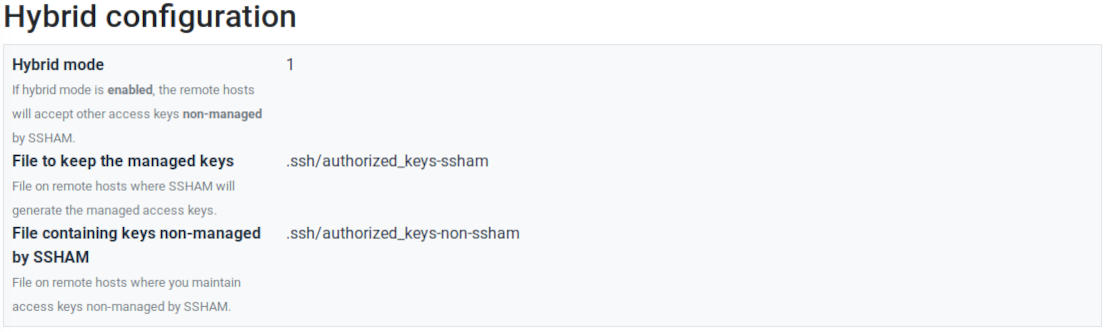 Hybrid configuration
Hybrid mode 1
If hybrid mode is enabled, the remote hosts
will accept other access keys non-managed
by SSHAM.
File to keep the managed keys .ssh/authorized_keys-ssham
File on remote hosts where SSHAM will
generate the managed access keys.
File containing keys non-managed .ssh/authorized_keys-non-ssham
by SSHAM
File on remote hosts where you maintain
access keys non-managed by SSHAM.